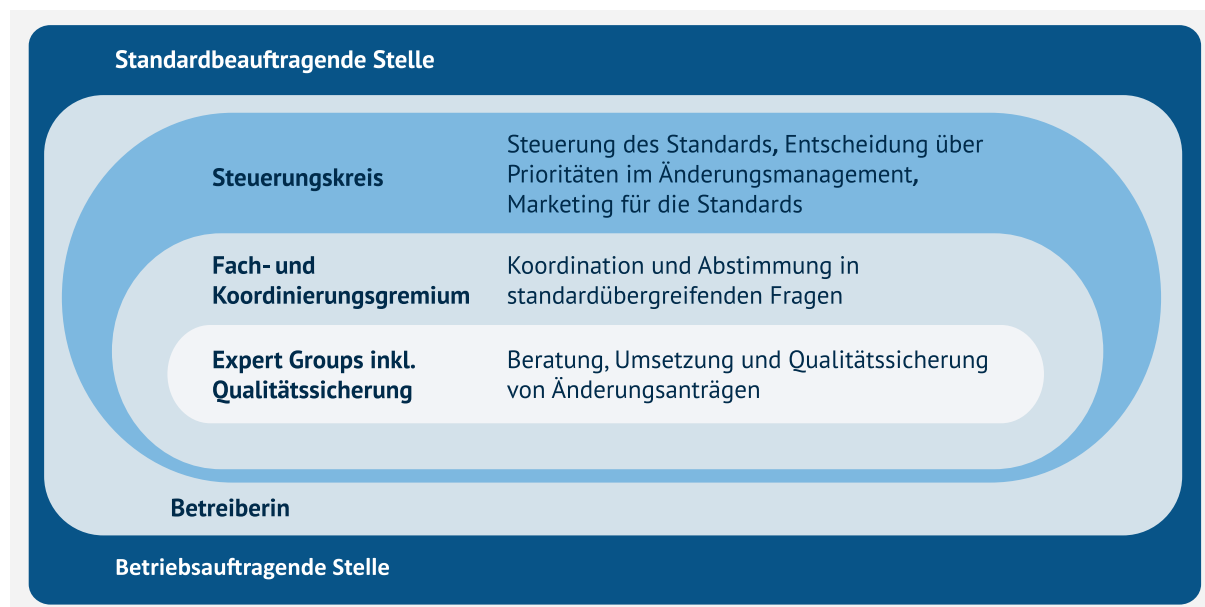 Standardbeauftragende Stelle
Steuerungskreis
Steuerung des Standards, Entscheidung über
Prioritäten im Änderungsmanagement,
Marketing für die Standards
Fach- und
Koordinierungsgremium
Koordination und Abstimmung in
standardübergreifenden Fragen
Expert Groups inkl.
Qualitätssicherung
Beratung, Umsetzung und Qualitätssicherung
von Änderungsanträgen
Betreiberin
Betriebsauftragende Stelle